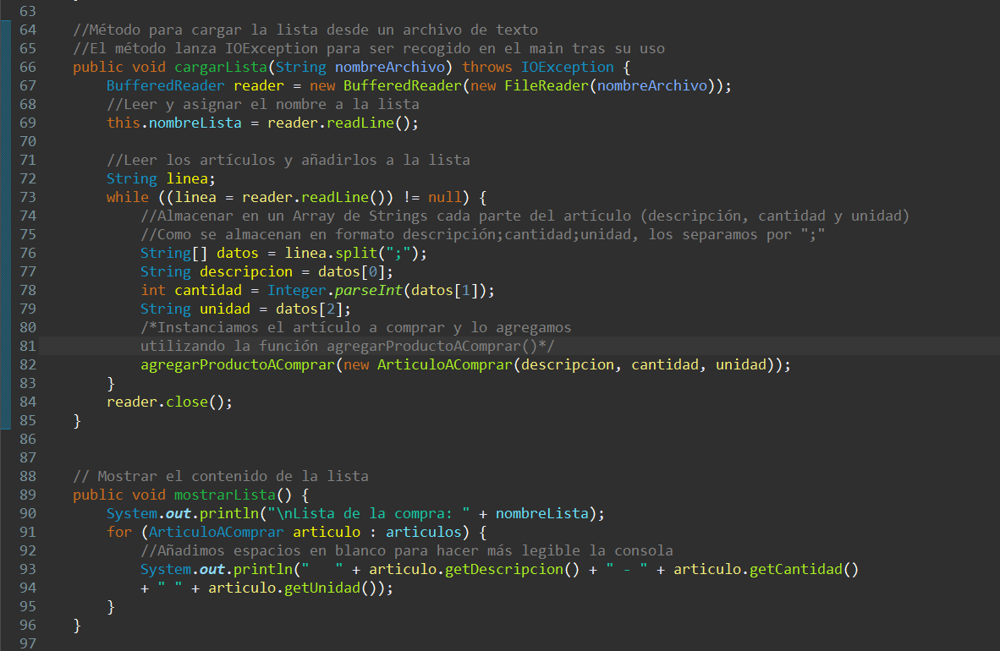 63
64 //Método para cargar la lista desde un archivo de texto
65 //El método lanza IOException para ser recogido en el main tras su uso
66 public void cargarLista(String nombreArchivo) throws IOException {
67 BufferedReader reader = new BufferedReader(new FileReader(nombreArchivo));
68 //Leer y asignar el nombre a la lista
69 this.nombreLista = reader.readLine();
70
71 //Leer los artículos y añadirlos a la lista
72 String linea;
73 while ((linea = reader.readLine()) != null) {
74 //Almacenar en un Array de Strings cada parte del artículo (descripción, cantidad y unidad)
75 //Como se almacenan en formato descripción;cantidad;unidad, los separamos por ";"
76 String[] datos = linea.split(";");
77 String descripcion = datos[0];
78 int cantidad = Integer.parseInt(datos[1]);
79 String unidad = datos[2];
80 /*Instanciamos el artículo a comprar y lo agregamos
81 utilizando la función agregarProductoAComprar()*/
82 agregarProductoAComprar(new ArticuloAComprar(descripcion, cantidad, unidad));
83 }
84 reader.close();
85 }
86
87
88 // Mostrar el contenido de la lista
89 public void mostrarLista() {
90 System.out.println("\nLista de la compra: " + nombreLista);
91 for (ArticuloAComprar articulo : articulos) {
92 //Añadimos espacios en blanco para hacer más legible la consola
93 System.out.println("   " + articulo.getDescripcion() + " - " + articulo.getCantidad()
94 + " " + articulo.getUnidad());
95 }
96 }
97